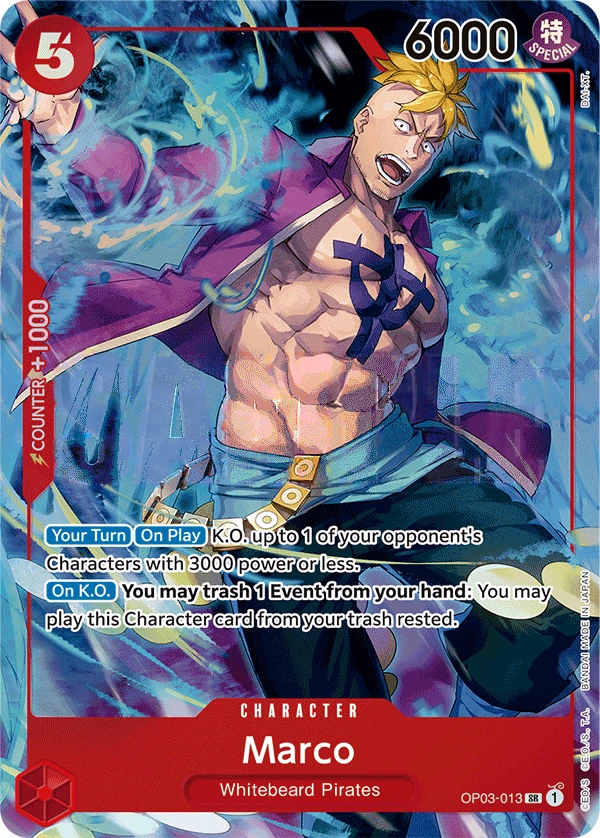 5
6000
特
SPECIAL
DAI-XT.
COUNTER +1000
Your Turn On Play K.O. up to 1 of your opponent's
Characters with 3000 power or less.
On K.O. You may trash 1 Event from your hand: You may
play this Character card from your trash rested.
CHARACTER
Marco
Whitebeard Pirates
OP03-013 SR 1
©E.O/S ©E.O./S., T.A. BANDAI MADE IN JAPAN